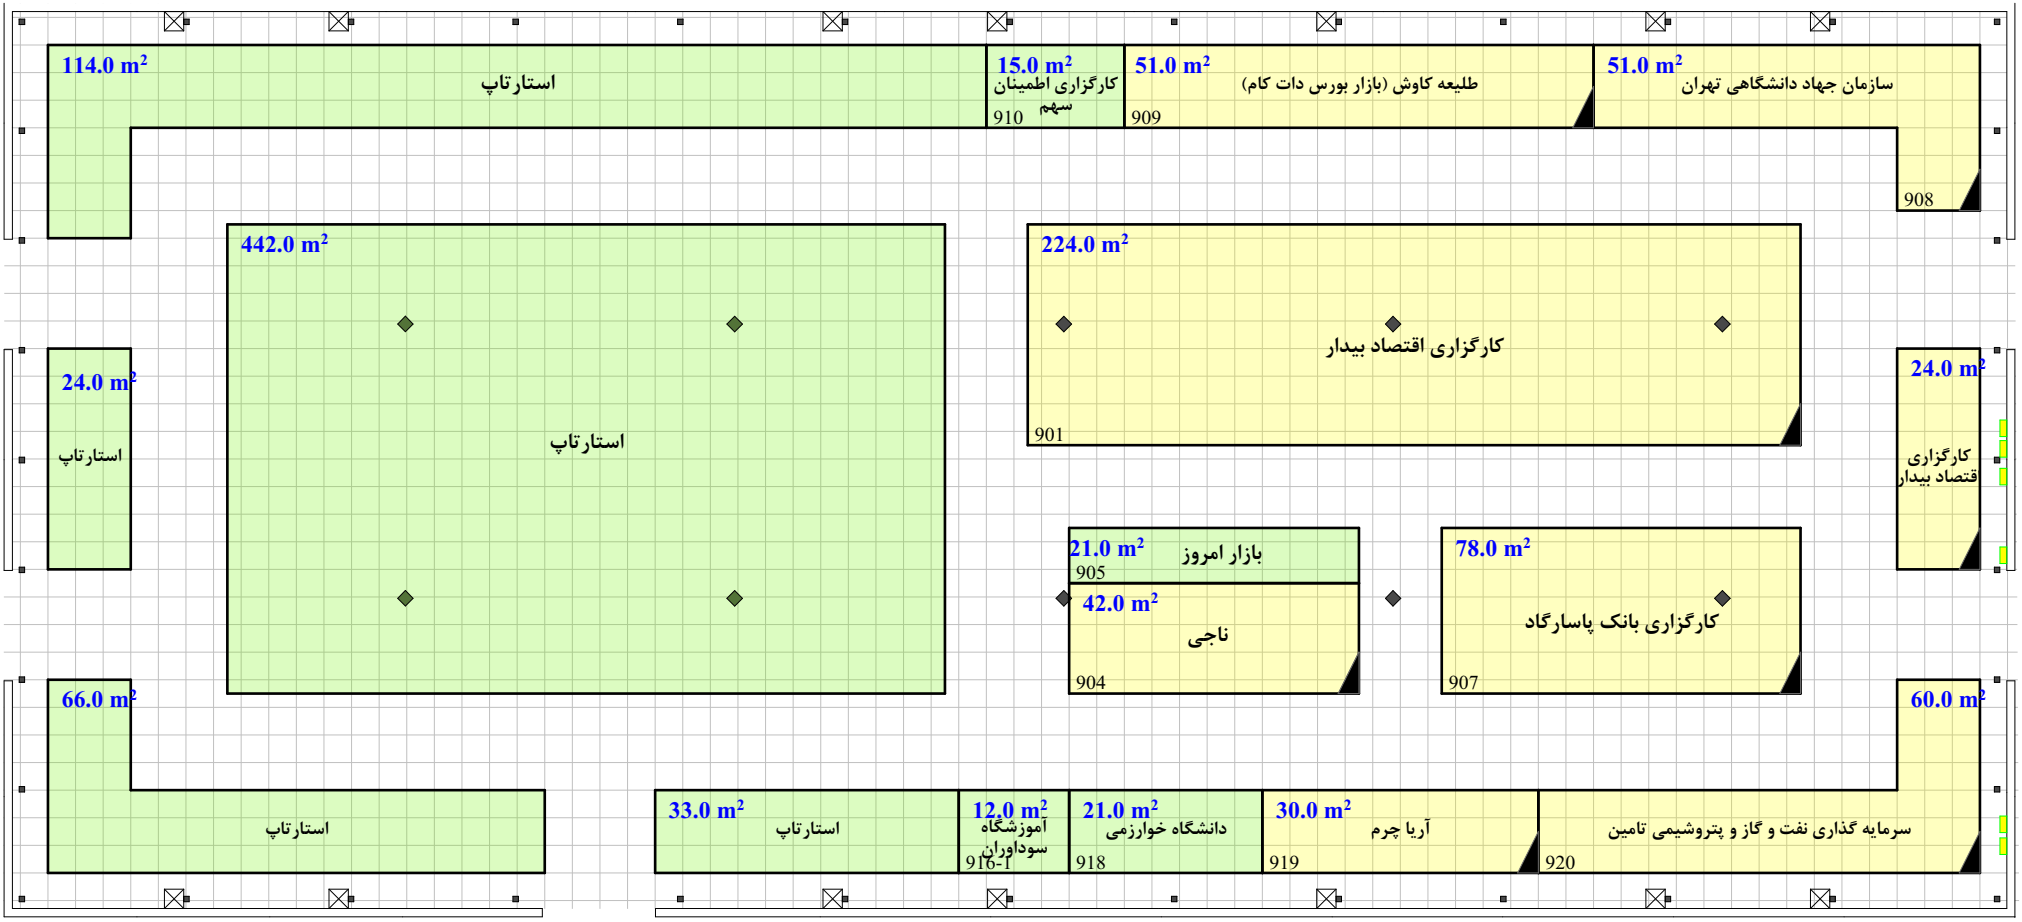 114.0 m²
استارتاپ
15.0 m²
کارگزاری اطمینان
سهم
910
51.0 m²
طلیعه کاوش (بازار بورس دات کام)
909
51.0 m²
سازمان جهاد دانشگاهی تهران
908
442.0 m²
استارتاپ
224.0 m²
کارگزاری اقتصاد بیدار
901
24.0 m²
استارتاپ
24.0 m²
کارگزاری
اقتصاد بیدار
21.0 m²
بازار امروز
905
42.0 m²
ناجی
904
78.0 m²
کارگزاری بانک پاسارگاد
907
66.0 m²
استارتاپ
33.0 m²
استارتاپ
12.0 m²
آموزشگاه
سوداوران
916-1
21.0 m²
دانشگاه خوارزمی
918
30.0 m²
آریا چرم
919
60.0 m²
سرمایه گذاری نفت و گاز و پتروشیمی تامین
920